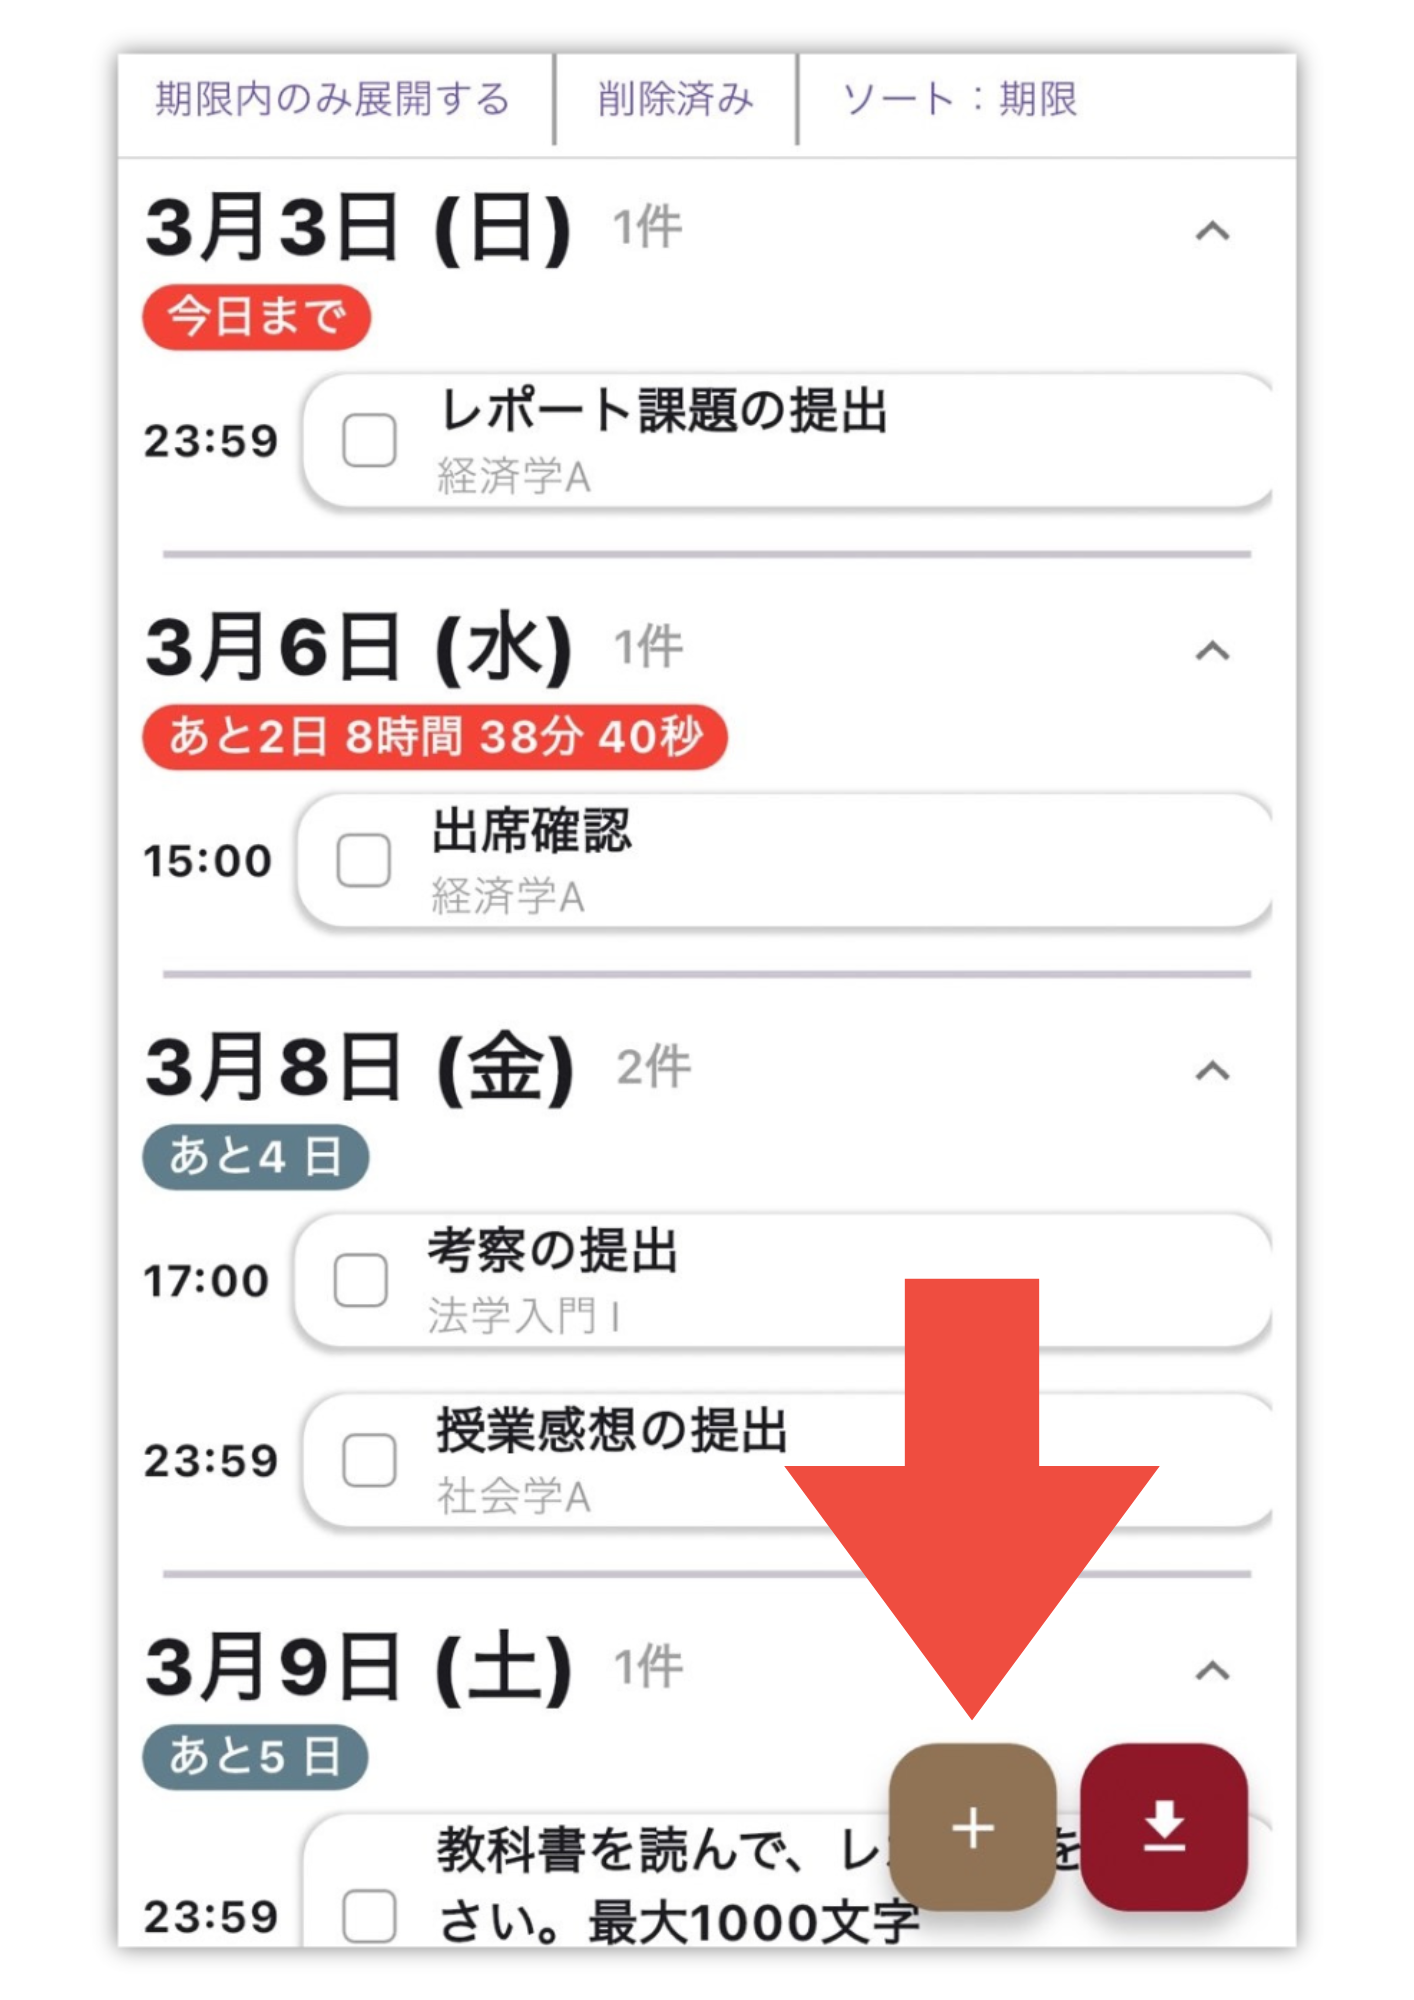 期限内のみ展開する
削除済み
ソート：期限
3月3日 (日) 1件
今日まで
23:59
レポート課題の提出
経済学A
3月6日 (水) 1件
あと2日 8時間 38分 40秒
15:00
出席確認
経済学A
3月8日 (金) 2件
あと4 日
17:00
考察の提出
法学入門 I
23:59
授業感想の提出
社会学A
3月9日 (土) 1件
あと5 日
23:59
教科書を読んで、レ を
さい。最大1000文字